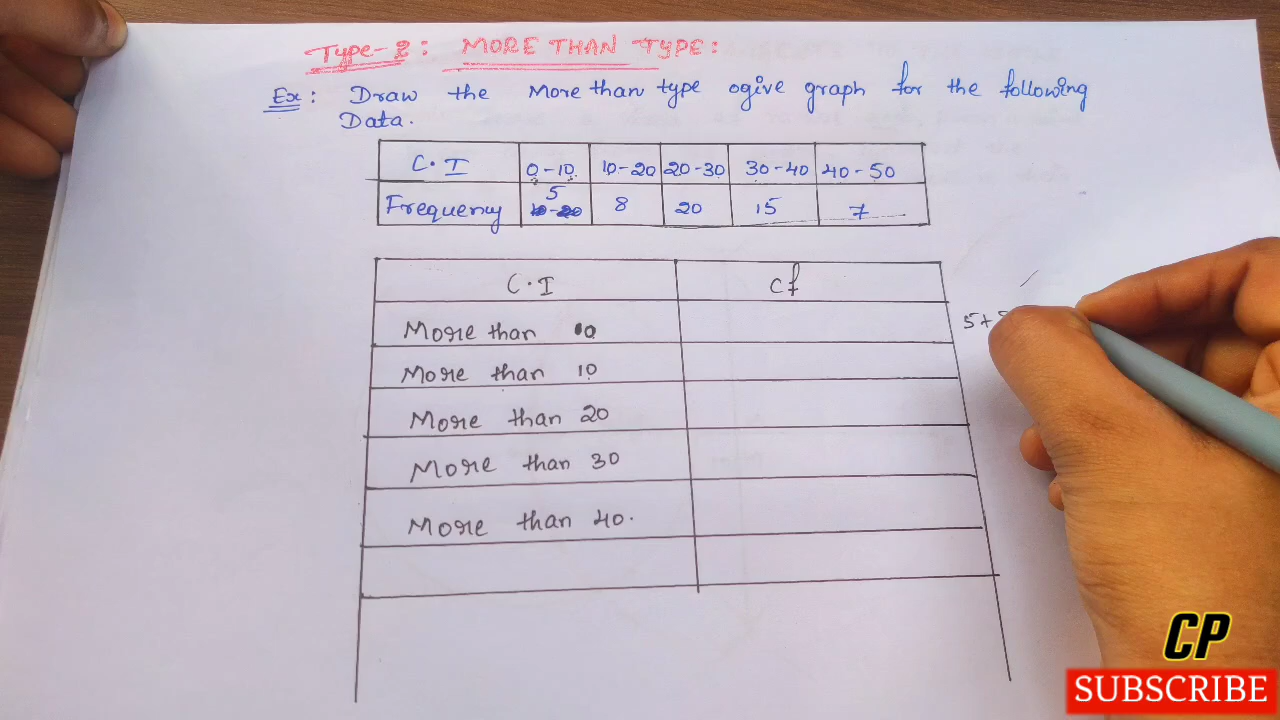 Type-2: MORE THAN TYPE:
Ex: Draw the More than type ogive graph for the following
Data.
C.I 0-10 10-20 20-30 30-40 40-50
Frequency 5 8 20 15 7
C.I cf
More than 0
More than 10
More than 20
More than 30
More than 40.
5+
CP
SUBSCRIBE